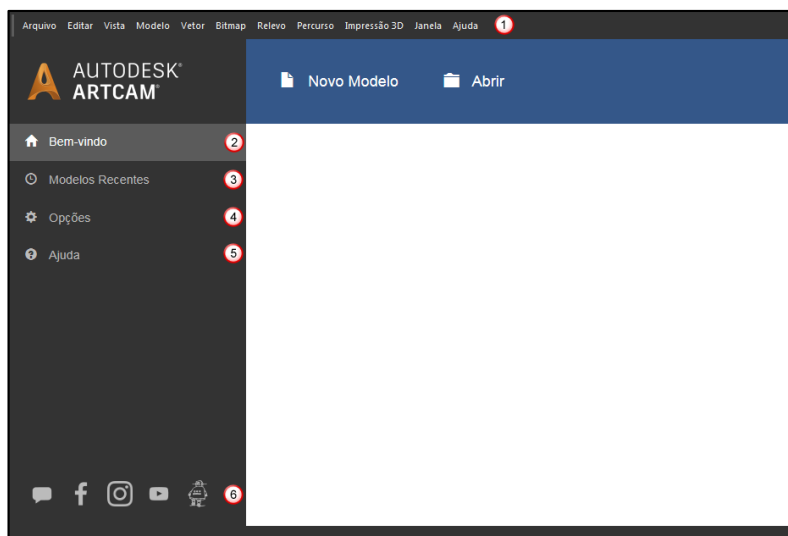 Arquivo Editar Vista Modelo Vetor Bitmap Relevo Percurso Impressão 3D Janela Ajuda 1
AUTODESK®
ARTCAM®
Novo Modelo Abrir
Bem-vindo 2
Modelos Recentes 3
Opções 4
Ajuda 5
f 6